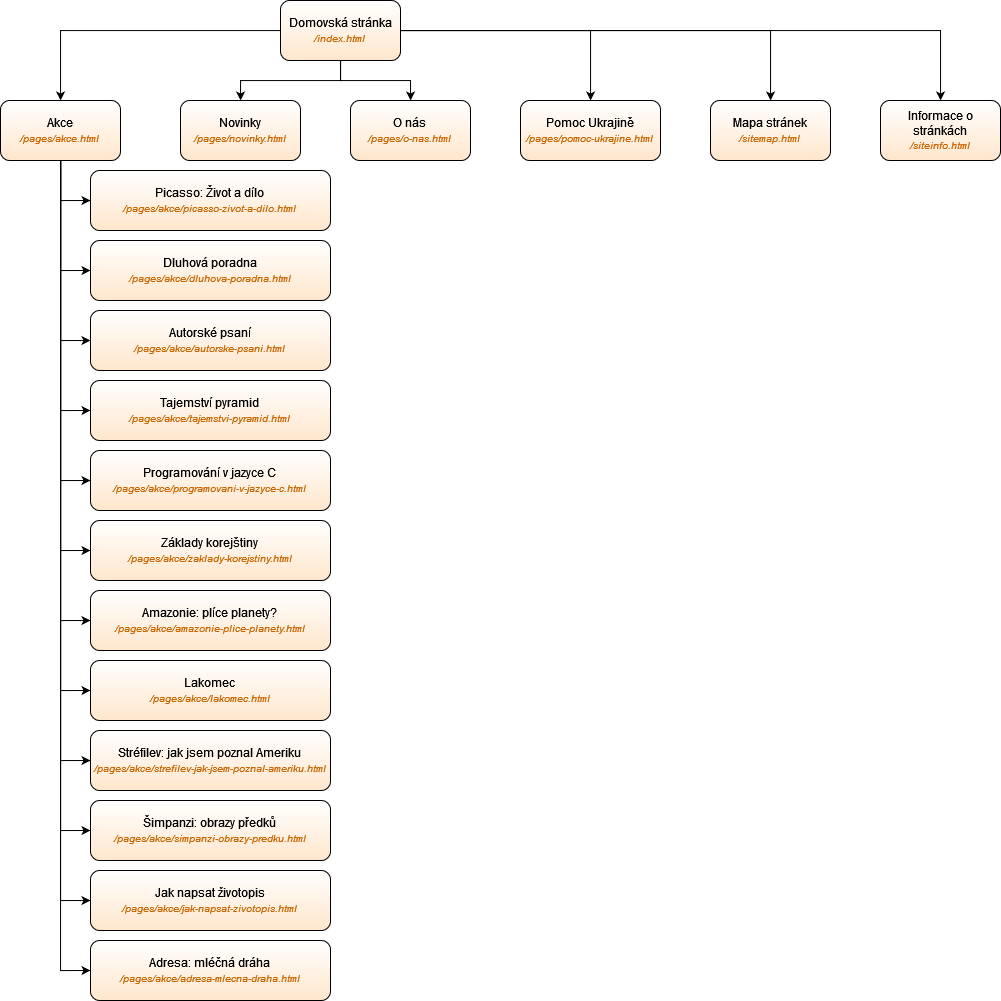 Domovská stránka
/index.html
Akce
/pages/akce.html
Novinky
/pages/novinky.html
O nás
/pages/o-nas.html
Pomoc Ukrajině
/pages/pomoc-ukrajine.html
Mapa stránek
/sitemap.html
Informace o
stránkách
/siteinfo.html
Picasso: Život a dílo
/pages/akce/picasso-zivot-a-dilo.html
Dluhová poradna
/pages/akce/dluhova-poradna.html
Autorské psaní
/pages/akce/autorske-psani.html
Tajemství pyramid
/pages/akce/tajemstvi-pyramid.html
Programování v jazyce C
/pages/akce/programovani-v-jazyce-c.html
Základy korejštiny
/pages/akce/zaklady-korejstiny.html
Amazonie: plíce planety?
/pages/akce/amazonie-plice-planety.html
Lakomec
/pages/akce/lakomec.html
Stréfilev: jak jsem poznal Ameriku
/pages/akce/strefilev-jak-jsem-poznal-ameriku.html
Šimpanzi: obrazy předků
/pages/akce/simpanzi-obrazy-predku.html
Jak napsat životopis
/pages/akce/jak-napsat-zivotopis.html
Adresa: mléčná dráha
/pages/akce/adresa-mlecna-draha.html